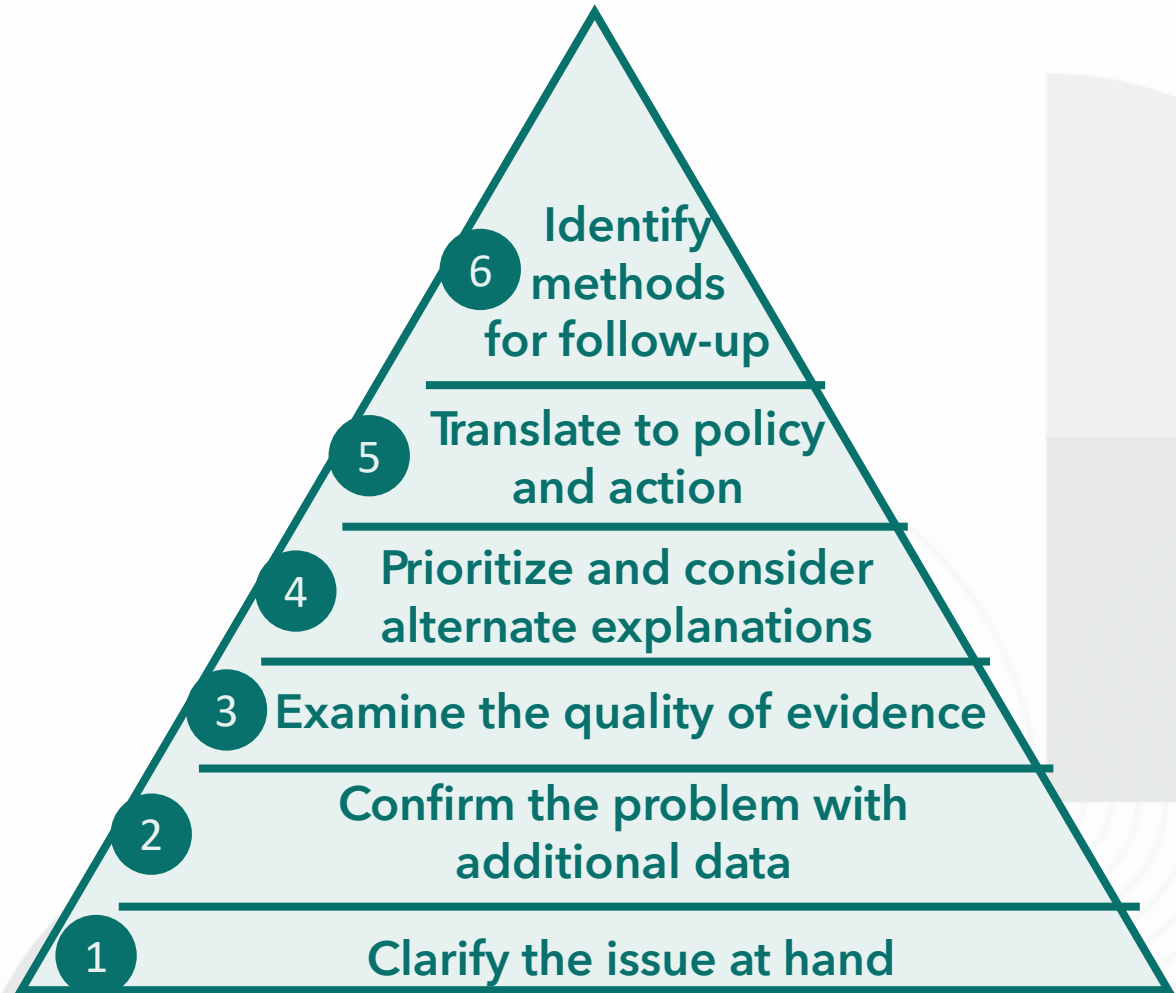 Identify
6
methods
for follow-up
5
Translate to policy
and action
4
Prioritize and consider
alternate explanations
3
Examine the quality of evidence
2
Confirm the problem with
additional data
1
Clarify the issue at hand